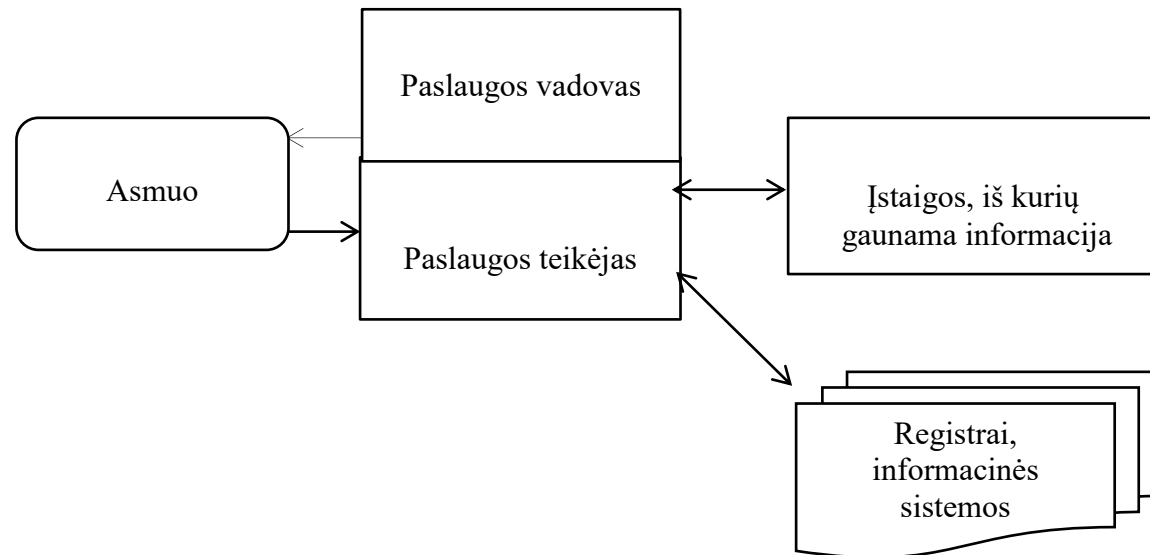 Paslaugos vadovas
Asmuo
Paslaugos teikėjas
Įstaigos, iš kurių
gaunama informacija
Registrai,
informacinės
sistemos